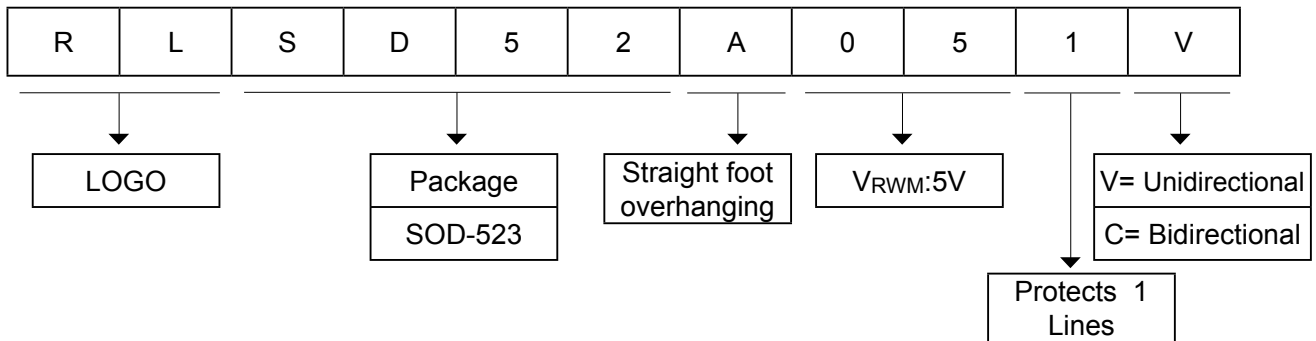 R L S D 5 2 A 0 5 1 V
LOGO
Package
SOD-523
Straight foot
overhanging
VRWM:5V
V= Unidirectional
C= Bidirectional
Protects 1
Lines